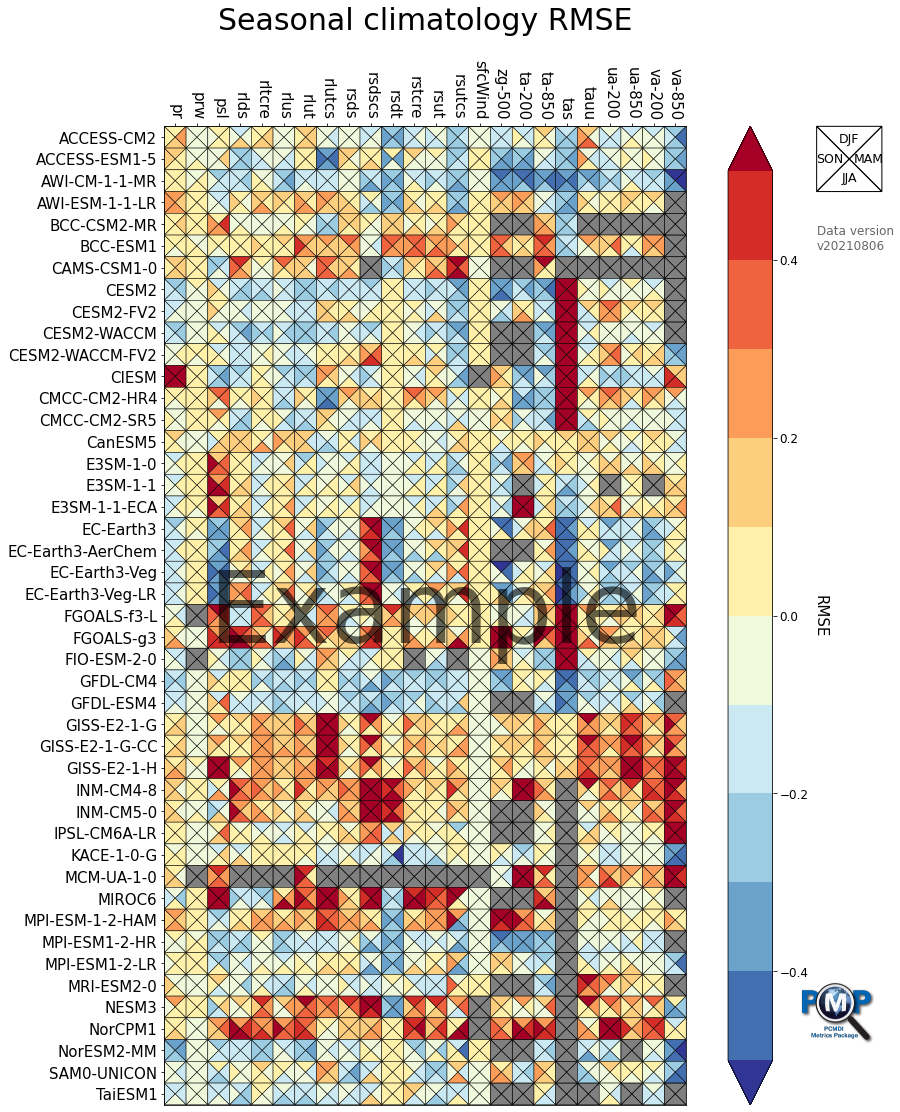 Seasonal climatology RMSE
pr
prw
psl
rlds
rltcre
rlus
rlut
rlutcs
rsds
rsdscs
rsdt
rstcre
rsut
rsutcs
sfcWind
zg-500
ta-200
ta-850
tas
tauu
ua-200
ua-850
va-200
va-850
ACCESS-CM2
ACCESS-ESM1-5
AWI-CM-1-1-MR
AWI-ESM-1-1-LR
BCC-CSM2-MR
BCC-ESM1
CAMS-CSM1-0
CESM2
CESM2-FV2
CESM2-WACCM
CESM2-WACCM-FV2
CIESM
CMCC-CM2-HR4
CMCC-CM2-SR5
CanESM5
E3SM-1-0
E3SM-1-1
E3SM-1-1-ECA
EC-Earth3
EC-Earth3-AerChem
EC-Earth3-Veg
EC-Earth3-Veg-LR
FGOALS-f3-L
FGOALS-g3
FIO-ESM-2-0
GFDL-CM4
GFDL-ESM4
GISS-E2-1-G
GISS-E2-1-G-CC
GISS-E2-1-H
INM-CM4-8
INM-CM5-0
IPSL-CM6A-LR
KACE-1-0-G
MCM-UA-1-0
MIROC6
MPI-ESM-1-2-HAM
MPI-ESM1-2-HR
MPI-ESM1-2-LR
MRI-ESM2-0
NESM3
NorCPM1
NorESM2-MM
SAM0-UNICON
TaiESM1
Example
0.4
0.2
0.0
−0.2
−0.4
RMSE
DJF
SON MAM
JJA
Data version
v20210806
PMP
PCMDI
Metrics Package